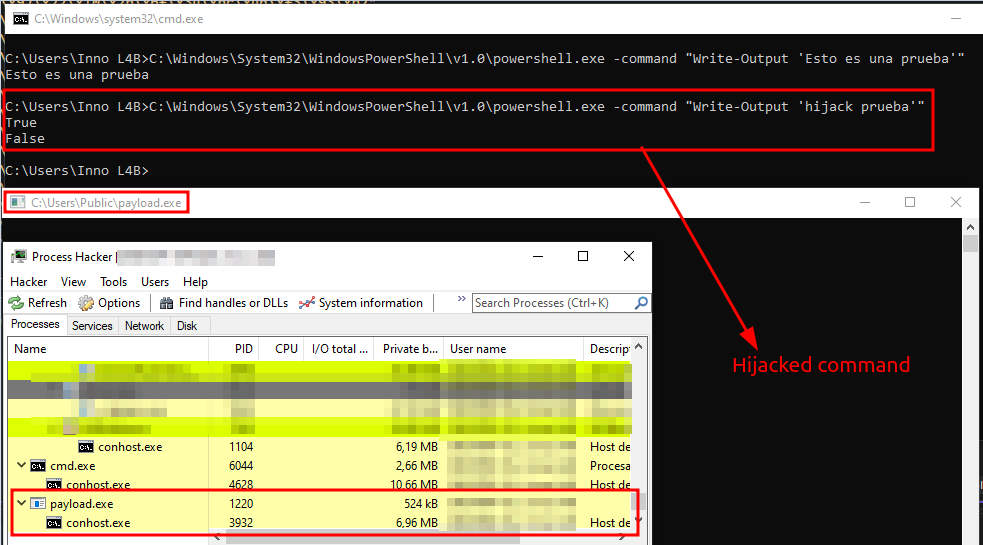 C:\Windows\system32\cmd.exe
C:\Users\Inno L4B>C:\Windows\System32\WindowsPowerShell\v1.0\powershell.exe -command "Write-Output 'Esto es una prueba'"
Esto es una prueba
C:\Users\Inno L4B>C:\Windows\System32\WindowsPowerShell\v1.0\powershell.exe -command "Write-Output 'hijack prueba'"
True
False
C:\Users\Inno L4B>
C:\Users\Public\payload.exe
Hijacked command
Process Hacker
Hacker View Tools Users Help
Refresh Options Find handles or DLLs System information » Search Processes (Ctrl+K)
Processes Services Network Disk
Name PID CPU I/O total ... Private b... User name Descript
conhost.exe 1104 6,19 MB Host de
cmd.exe 6044 2,66 MB Procesa
conhost.exe 4628 10,66 MB Host de
payload.exe 1220 524 kB
conhost.exe 3932 6,96 MB Host de